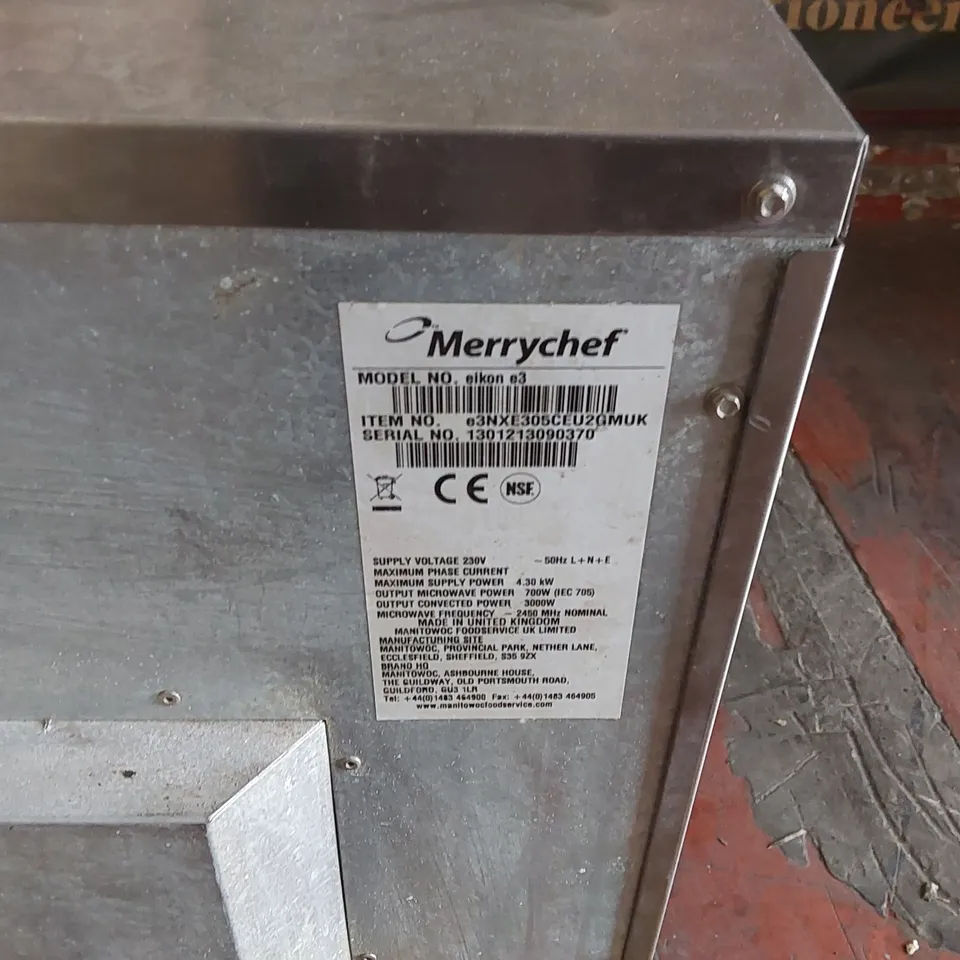 ioneer
Merrychef
MODEL NO. eikon e3
ITEM NO. e3NXE305CEU2GMUK
SERIAL NO. 1301213090370
CE NSF.
SUPPLY VOLTAGE 230V ~ 50Hz L+N+E
MAXIMUM PHASE CURRENT
MAXIMUM SUPPLY POWER 4.30 kW
OUTPUT MICROWAVE POWER 700W (IEC 705)
OUTPUT CONVECTED POWER 3000W
MICROWAVE FREQUENCY – 2450 MHz NOMINAL
MADE IN UNITED KINGDOM
MANITOWOC FOODSERVICE UK LIMITED
MANUFACTURING SITE
MANITOWOC, PROVINCIAL PARK, NETHER LANE,
ECCLESFIELD, SHEFFIELD, S35 9ZX
BRAND HQ
MANITOWOC, ASHBOURNE HOUSE,
THE GUILDWAY, OLD PORTSMOUTH ROAD,
GUILDFORD, GU3 1LR
Tel: +44(0)1483 464900 Fax: +44(0)1483 464905
www.manitowocfoodservice.com